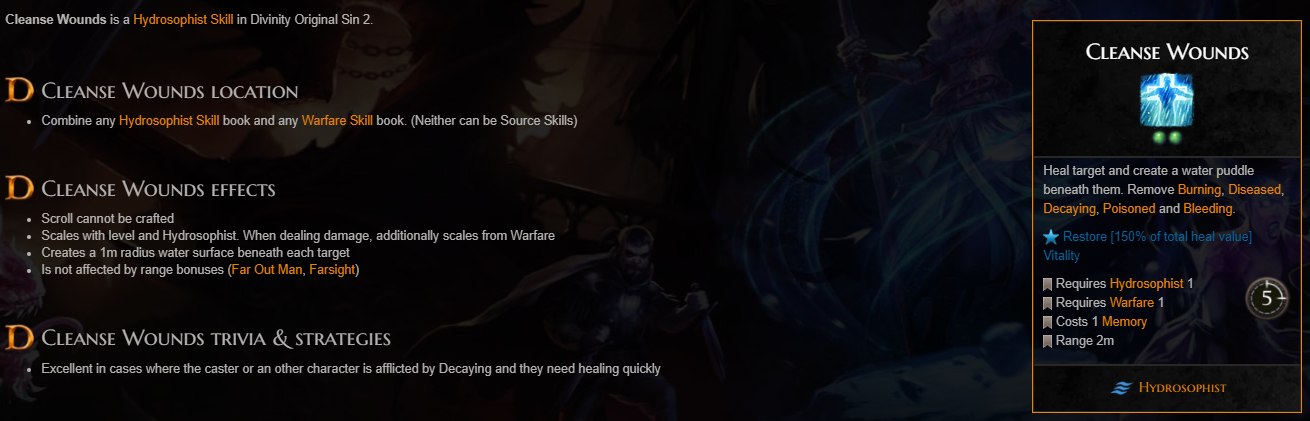 Cleanse Wounds is a Hydrosophist Skill in Divinity Original Sin 2.
Cleanse Wounds location
Combine any Hydrosophist Skill book and any Warfare Skill book. (Neither can be Source Skills)
Cleanse Wounds effects
Scroll cannot be crafted
Scales with level and Hydrosophist. When dealing damage, additionally scales from Warfare
Creates a 1m radius water surface beneath each target
Is not affected by range bonuses (Far Out Man, Farsight)
Cleanse Wounds trivia & strategies
Excellent in cases where the caster or an other character is afflicted by Decaying and they need healing quickly
Cleanse Wounds
Heal target and create a water puddle
beneath them. Remove Burning, Diseased,
Decaying, Poisoned and Bleeding.
Restore [150% of total heal value]
Vitality
Requires Hydrosophist 1
Requires Warfare 1
Costs 1 Memory
Range 2m
5
Hydrosophist